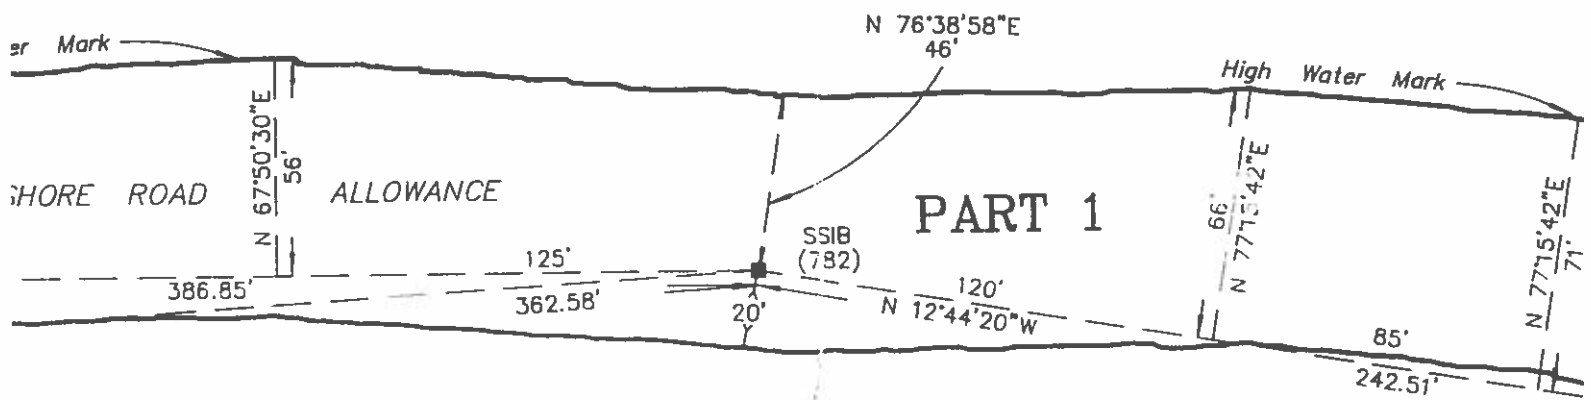 er Mark
N 67°50'30"E
56'
SHORE ROAD ALLOWANCE
386.85'
125'
362.58'
N 76°38'58"E
46'
SSIB
(782)
20'
PART 1
120'
N 12°44'20"W
High Water Mark
66'
N 77°15'42"E
85'
242.51'
N 77°15'42"E
71'